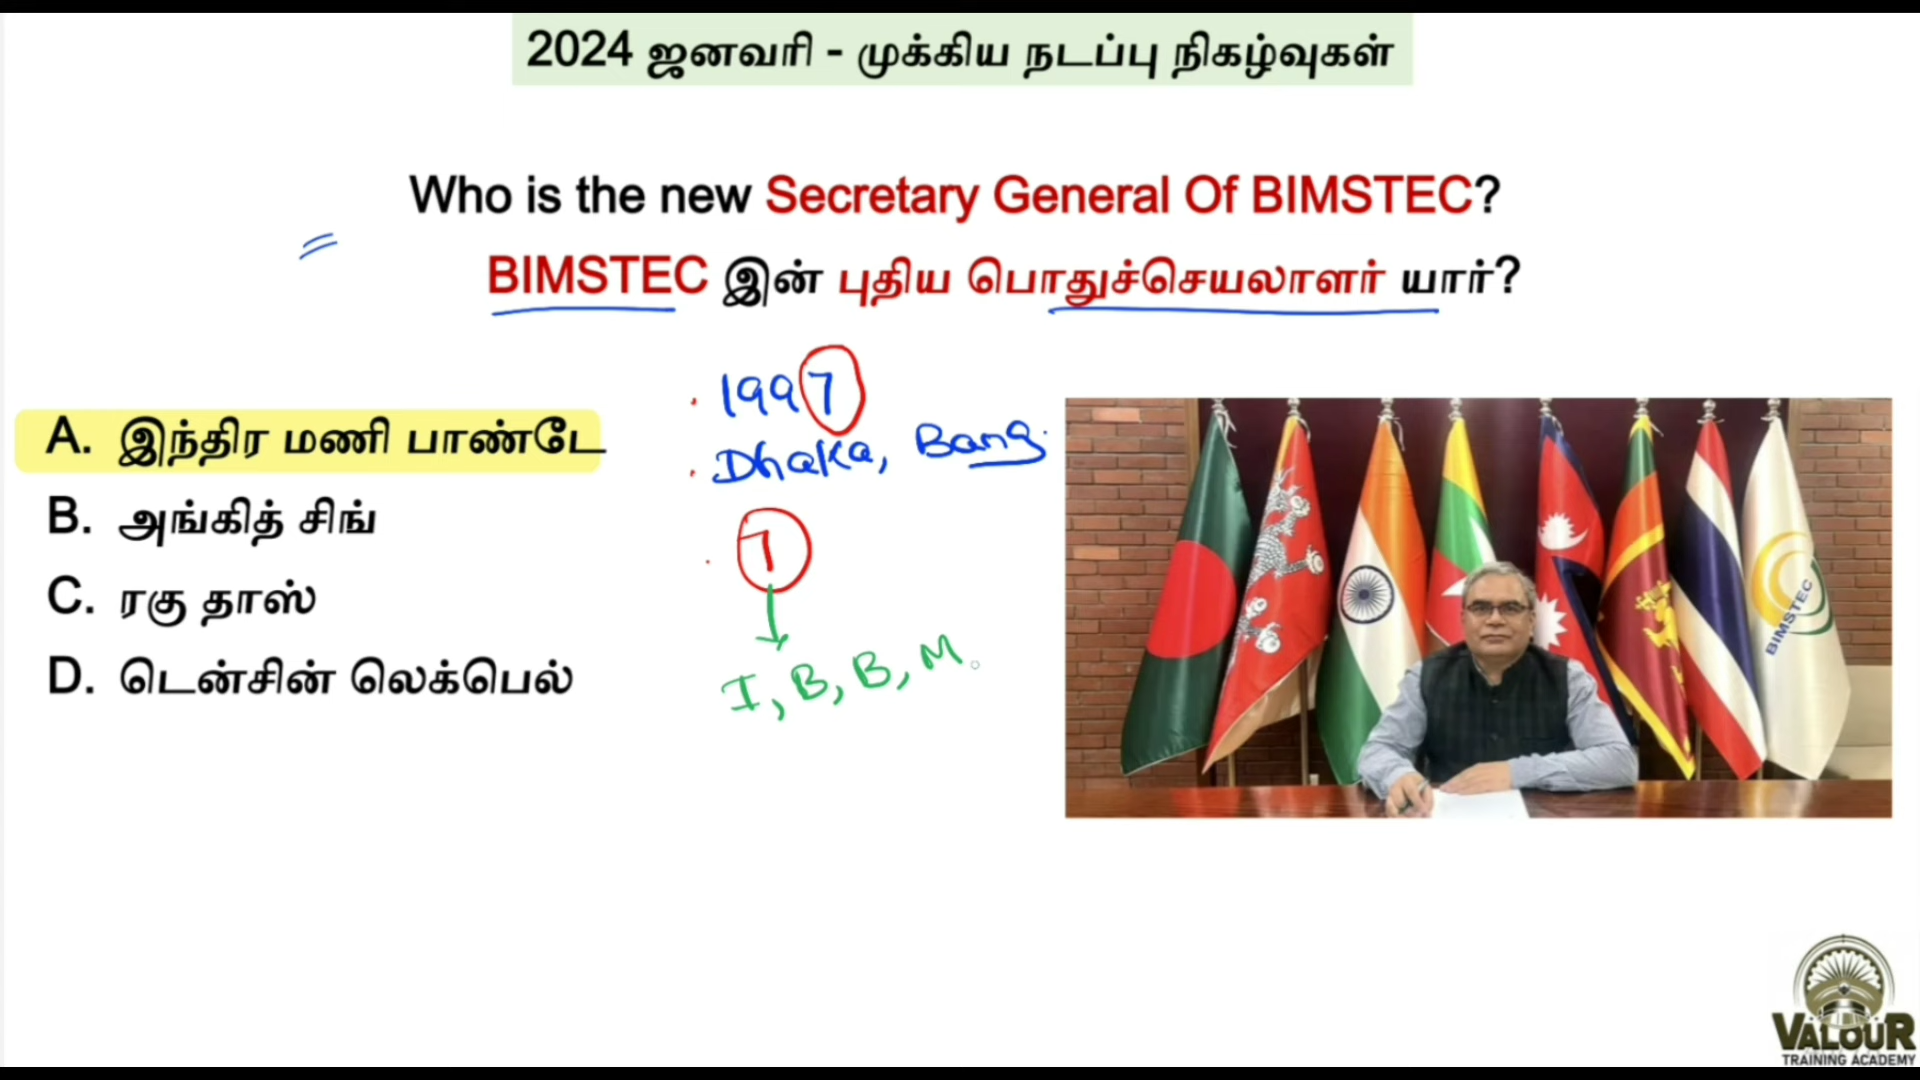 2024 ஜனவரி - முக்கிய நடப்பு நிகழ்வுகள்
Who is the new Secretary General Of BIMSTEC?
BIMSTEC இன் புதிய பொதுச்செயலாளர் யார்?
A. இந்திர மணி பாண்டே
B. அங்கித் சிங்
C. ரகு தாஸ்
D. டென்சின் லெக்பெல்
1997
Dhaka, Bang.
7
I, B, B, M.
BIMSTEC
VALOUR
TRAINING ACADEMY